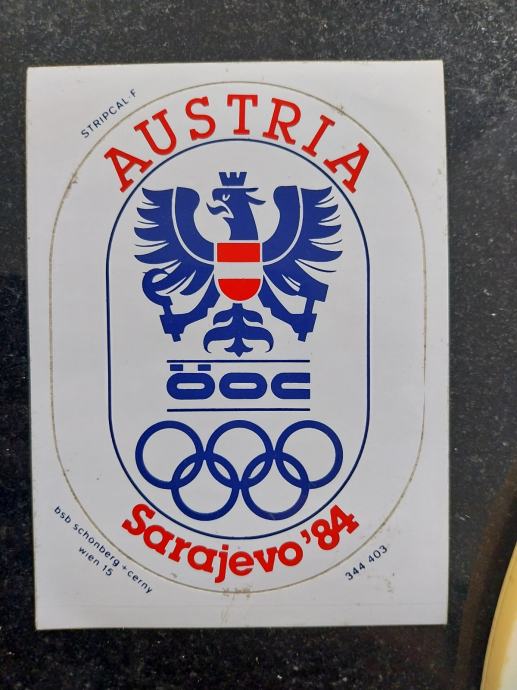 STRIPCAL-F
AUSTRIA
ÖOC
Sarajevo '84
bsb schonberg + cerny
wien 15
344 403